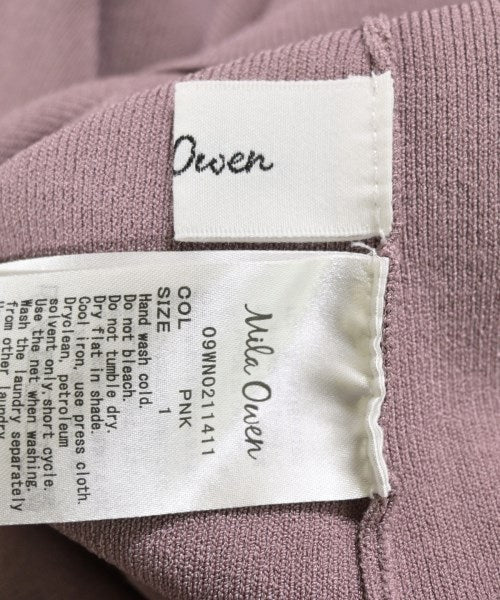 Owen
Mila Owen
09WN0211411
COL PNK
SIZE 1
Hand wash cold.
Do not bleach.
Do not tumble dry.
Dry flat in shade.
Cool iron, use press cloth.
Dryclean, petroleum
solvent only. short cycle.
Use the net when washing.
Wash the laundry separately
from other laundry